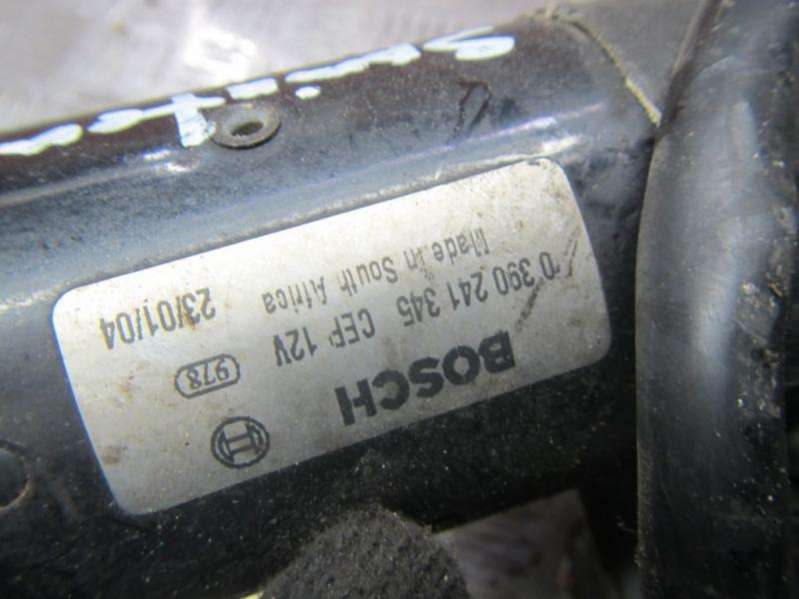 BOSCH
0 390 241 345 CEP 12V 978
Made in South Africa 23/01/04